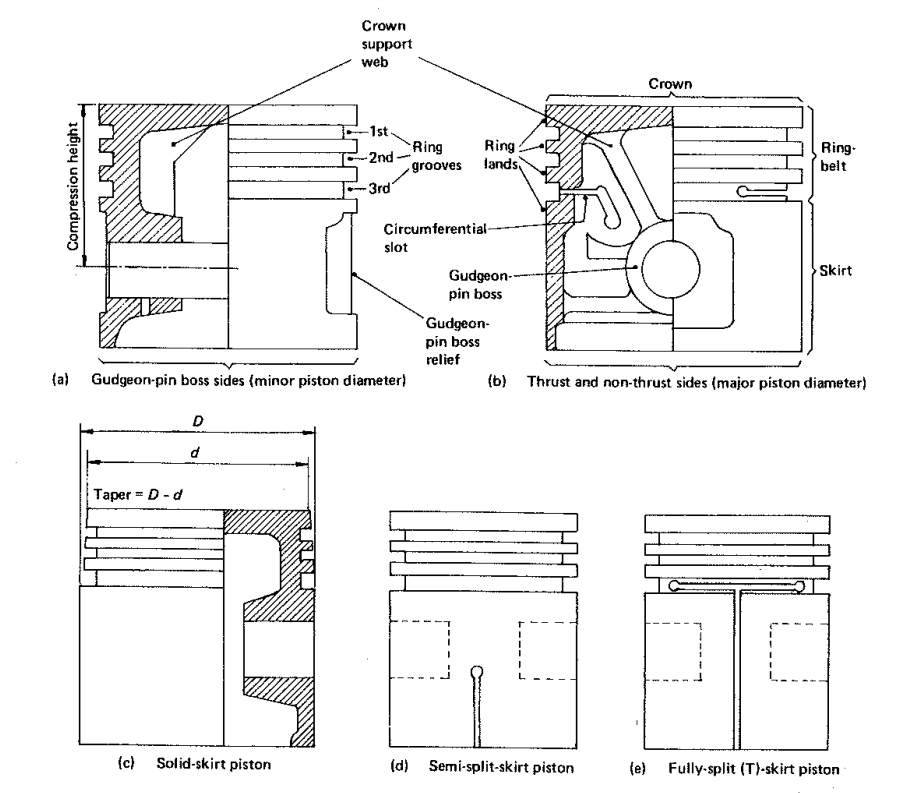 Crown
support
web
Compression height
1st
2nd
3rd
Ring
grooves
Gudgeon-
pin boss
relief
(a) Gudgeon-pin boss sides (minor piston diameter)
Crown
Ring
lands
Ring-
belt
Circumferential
slot
Gudgeon-
pin boss
Skirt
(b) Thrust and non-thrust sides (major piston diameter)
D
d
Taper = D - d
(c) Solid-skirt piston
(d) Semi-split-skirt piston
(e) Fully-split (T)-skirt piston